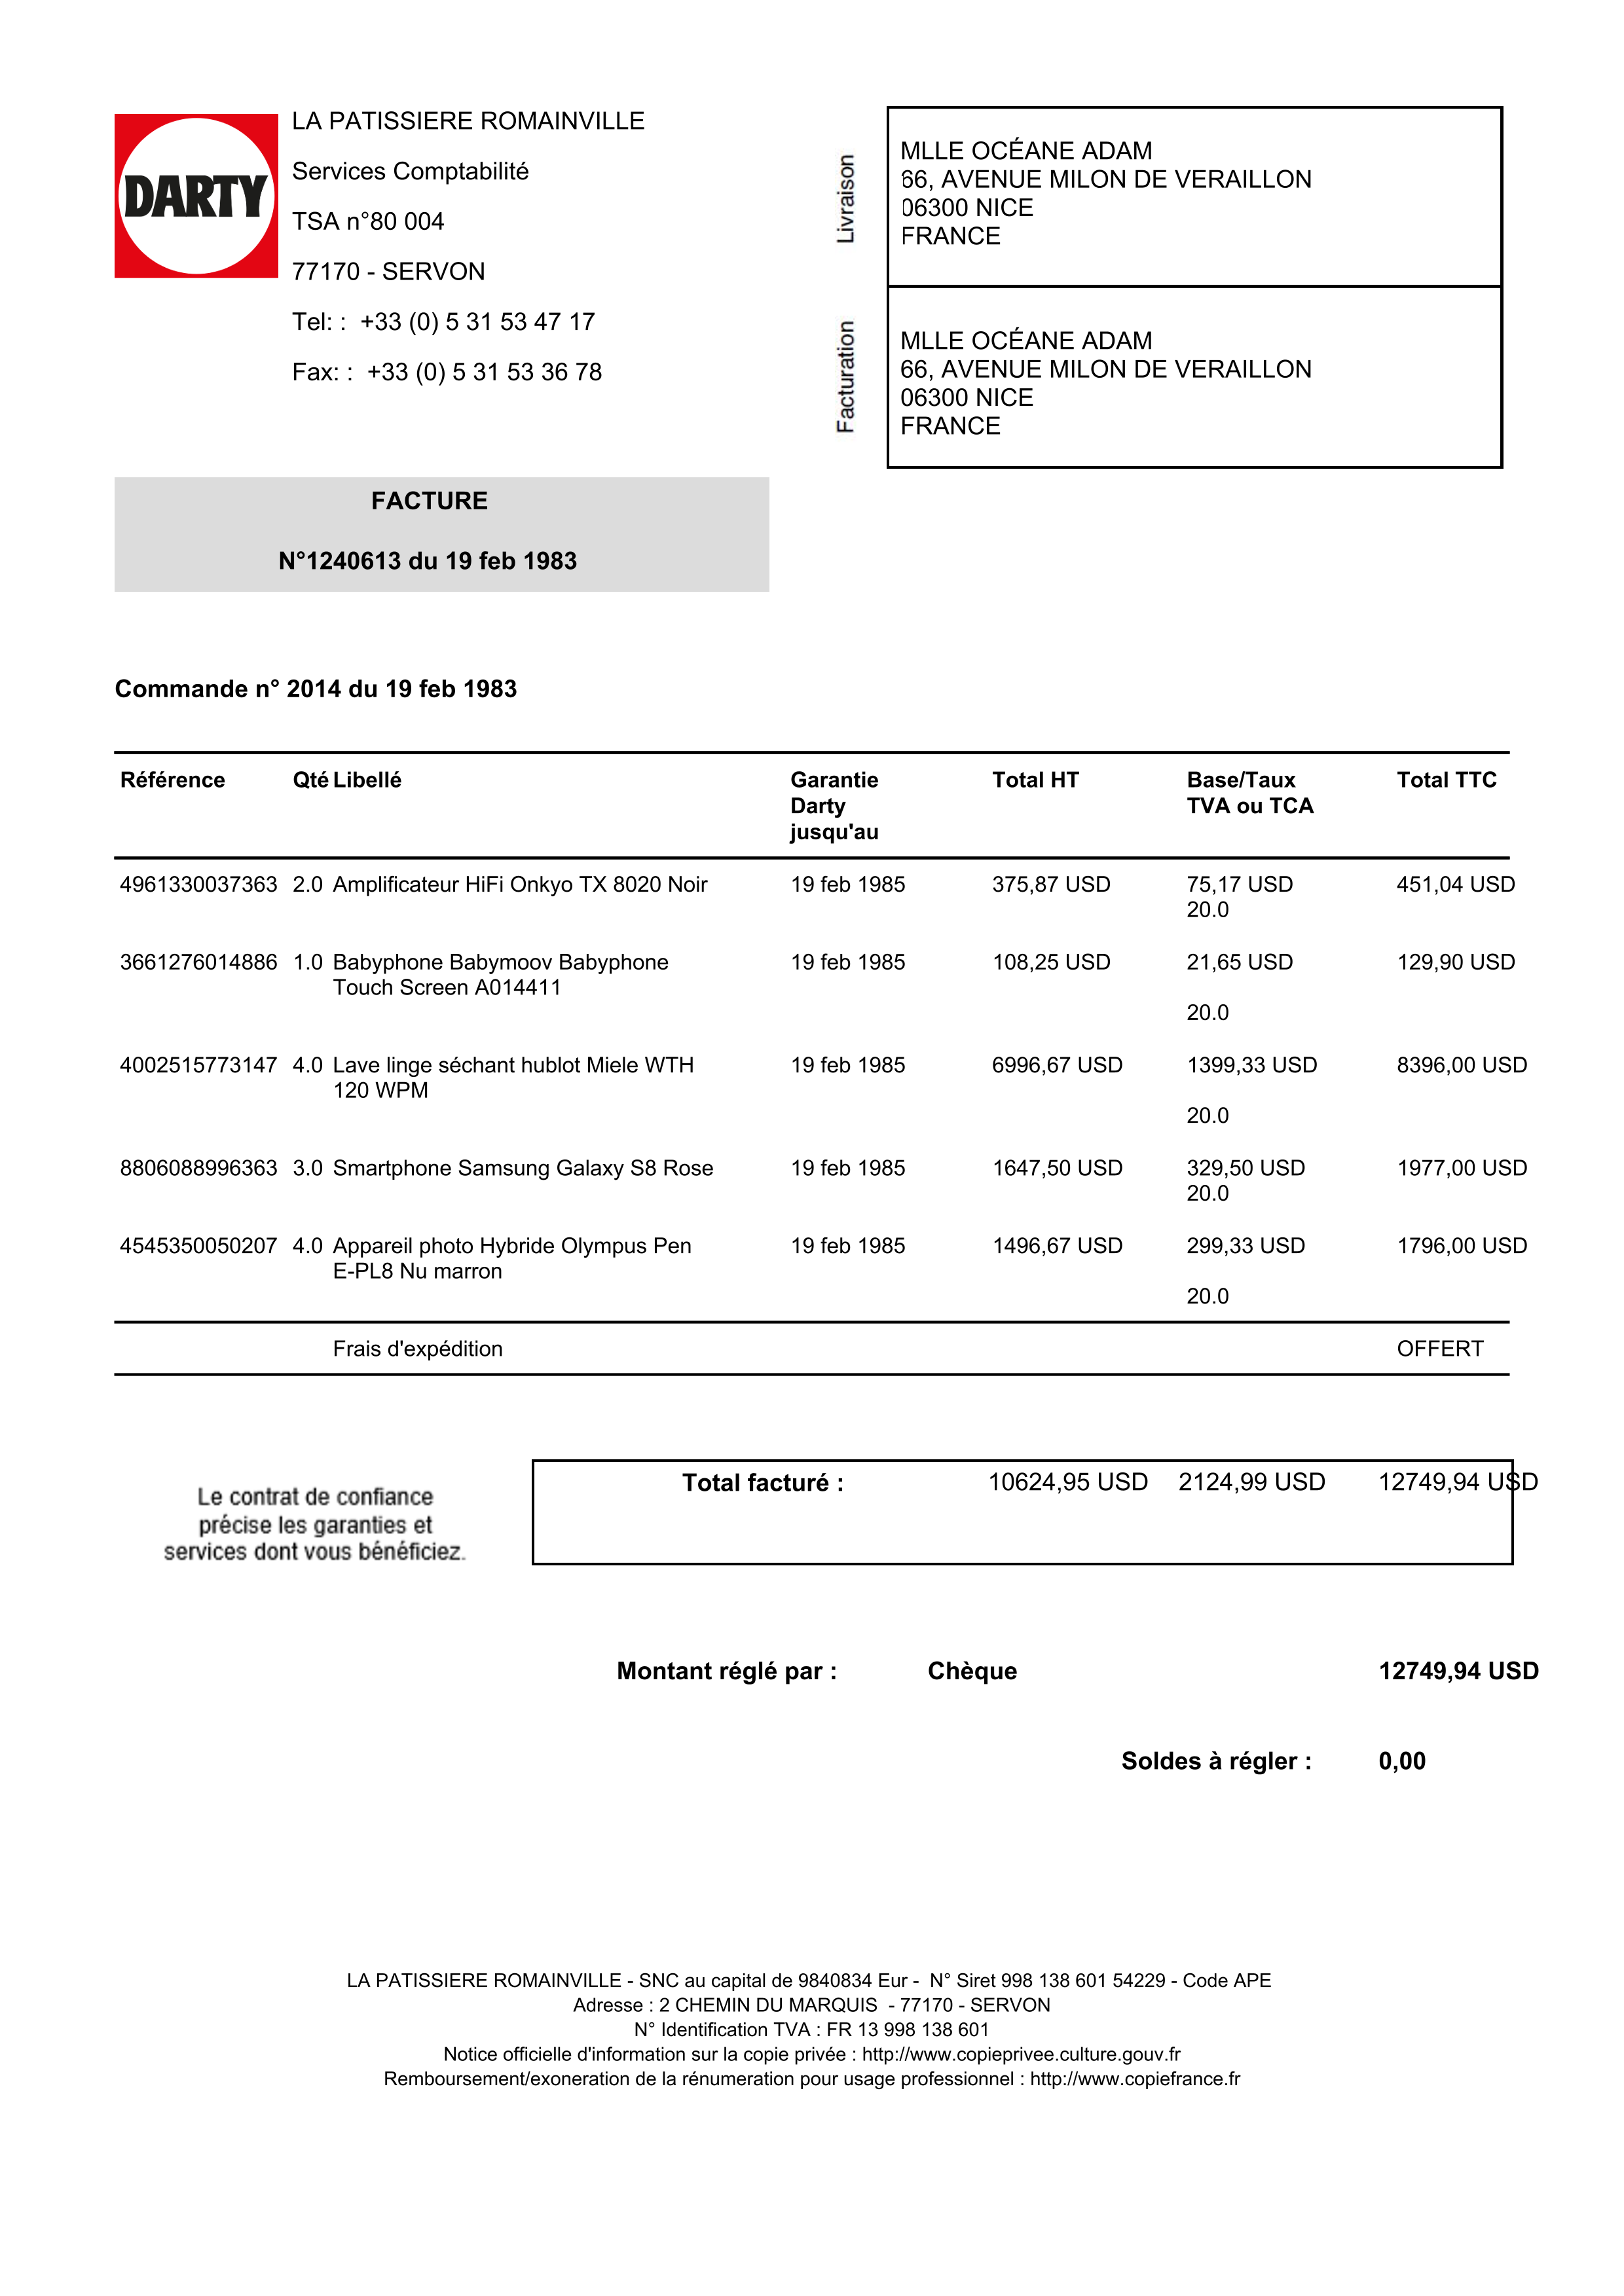 DARTY
LA PATISSIERE ROMAINVILLE
Services Comptabilité
TSA n°80 004
77170 - SERVON
Tel: :  +33 (0) 5 31 53 47 17
Fax: :  +33 (0) 5 31 53 36 78
Livraison
MLLE OCÉANE ADAM
66, AVENUE MILON DE VERAILLON
06300 NICE
FRANCE
Facturation
MLLE OCÉANE ADAM
66, AVENUE MILON DE VERAILLON
06300 NICE
FRANCE
FACTURE
N°1240613 du 19 feb 1983
Commande n° 2014 du 19 feb 1983
Référence Qté Libellé Garantie Total HT Base/Taux Total TTC
Darty TVA ou TCA
jusqu'au
4961330037363 2.0 Amplificateur HiFi Onkyo TX 8020 Noir 19 feb 1985 375,87 USD 75,17 USD 451,04 USD
20.0
3661276014886 1.0 Babyphone Babymoov Babyphone 19 feb 1985 108,25 USD 21,65 USD 129,90 USD
Touch Screen A014411
20.0
4002515773147 4.0 Lave linge séchant hublot Miele WTH 19 feb 1985 6996,67 USD 1399,33 USD 8396,00 USD
120 WPM
20.0
8806088996363 3.0 Smartphone Samsung Galaxy S8 Rose 19 feb 1985 1647,50 USD 329,50 USD 1977,00 USD
20.0
4545350050207 4.0 Appareil photo Hybride Olympus Pen 19 feb 1985 1496,67 USD 299,33 USD 1796,00 USD
E-PL8 Nu marron
20.0
Frais d'expédition OFFERT
Total facturé : 10624,95 USD 2124,99 USD 12749,94 USD
Le contrat de confiance
précise les garanties et
services dont vous bénéficiez.
Montant réglé par : Chèque 12749,94 USD
Soldes à régler : 0,00
LA PATISSIERE ROMAINVILLE - SNC au capital de 9840834 Eur -  N° Siret 998 138 601 54229 - Code APE
Adresse : 2 CHEMIN DU MARQUIS  - 77170 - SERVON
N° Identification TVA : FR 13 998 138 601
Notice officielle d'information sur la copie privée : http://www.copieprivee.culture.gouv.fr
Remboursement/exoneration de la rénumeration pour usage professionnel : http://www.copiefrance.fr